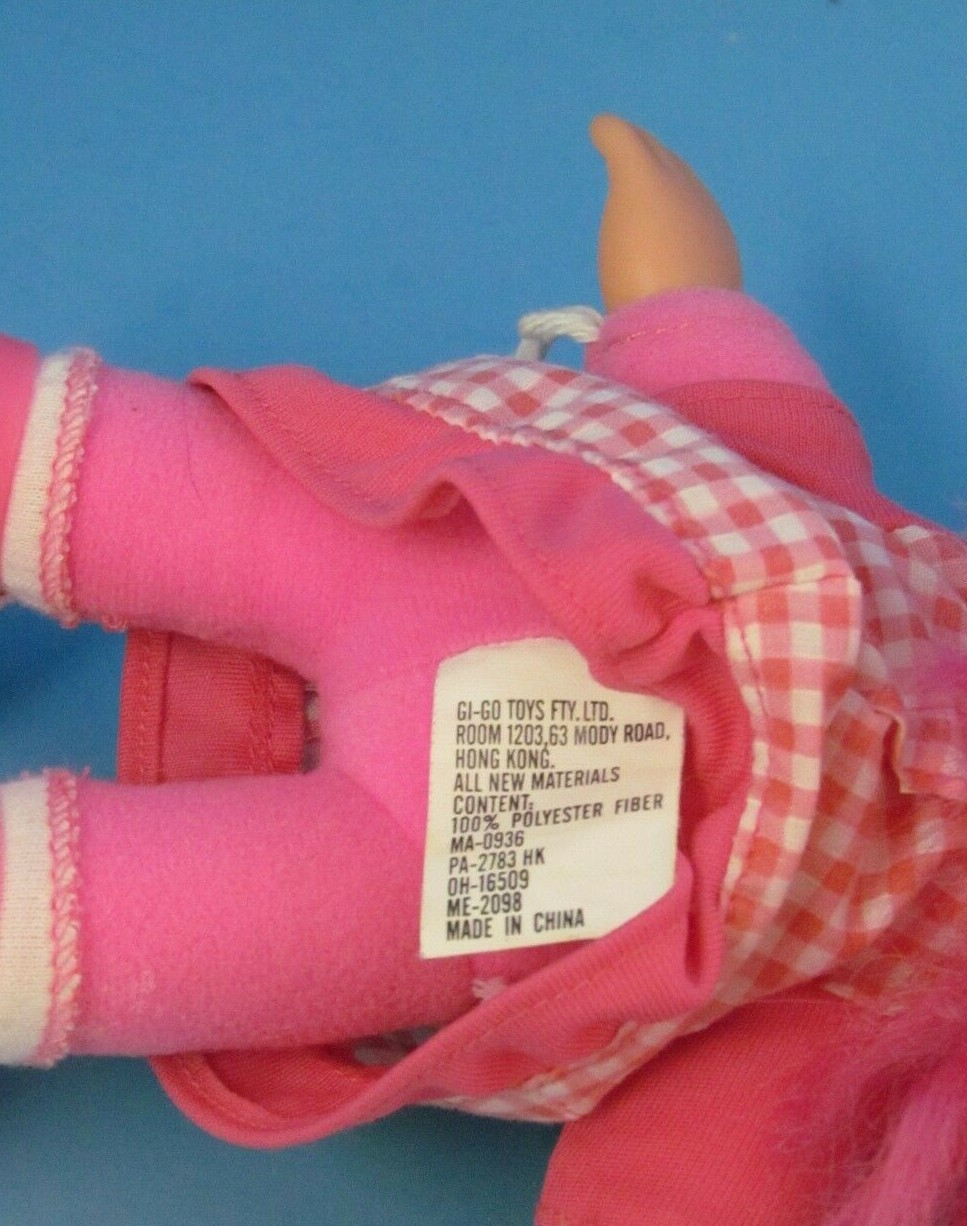 GI-GO TOYS FTY. LTD.
ROOM 1203,63 MODY ROAD,
HONG KONG.
ALL NEW MATERIALS
CONTENT:
100% POLYESTER FIBER
MA-0936
PA-2783 HK
OH-16509
ME-2098
MADE IN CHINA